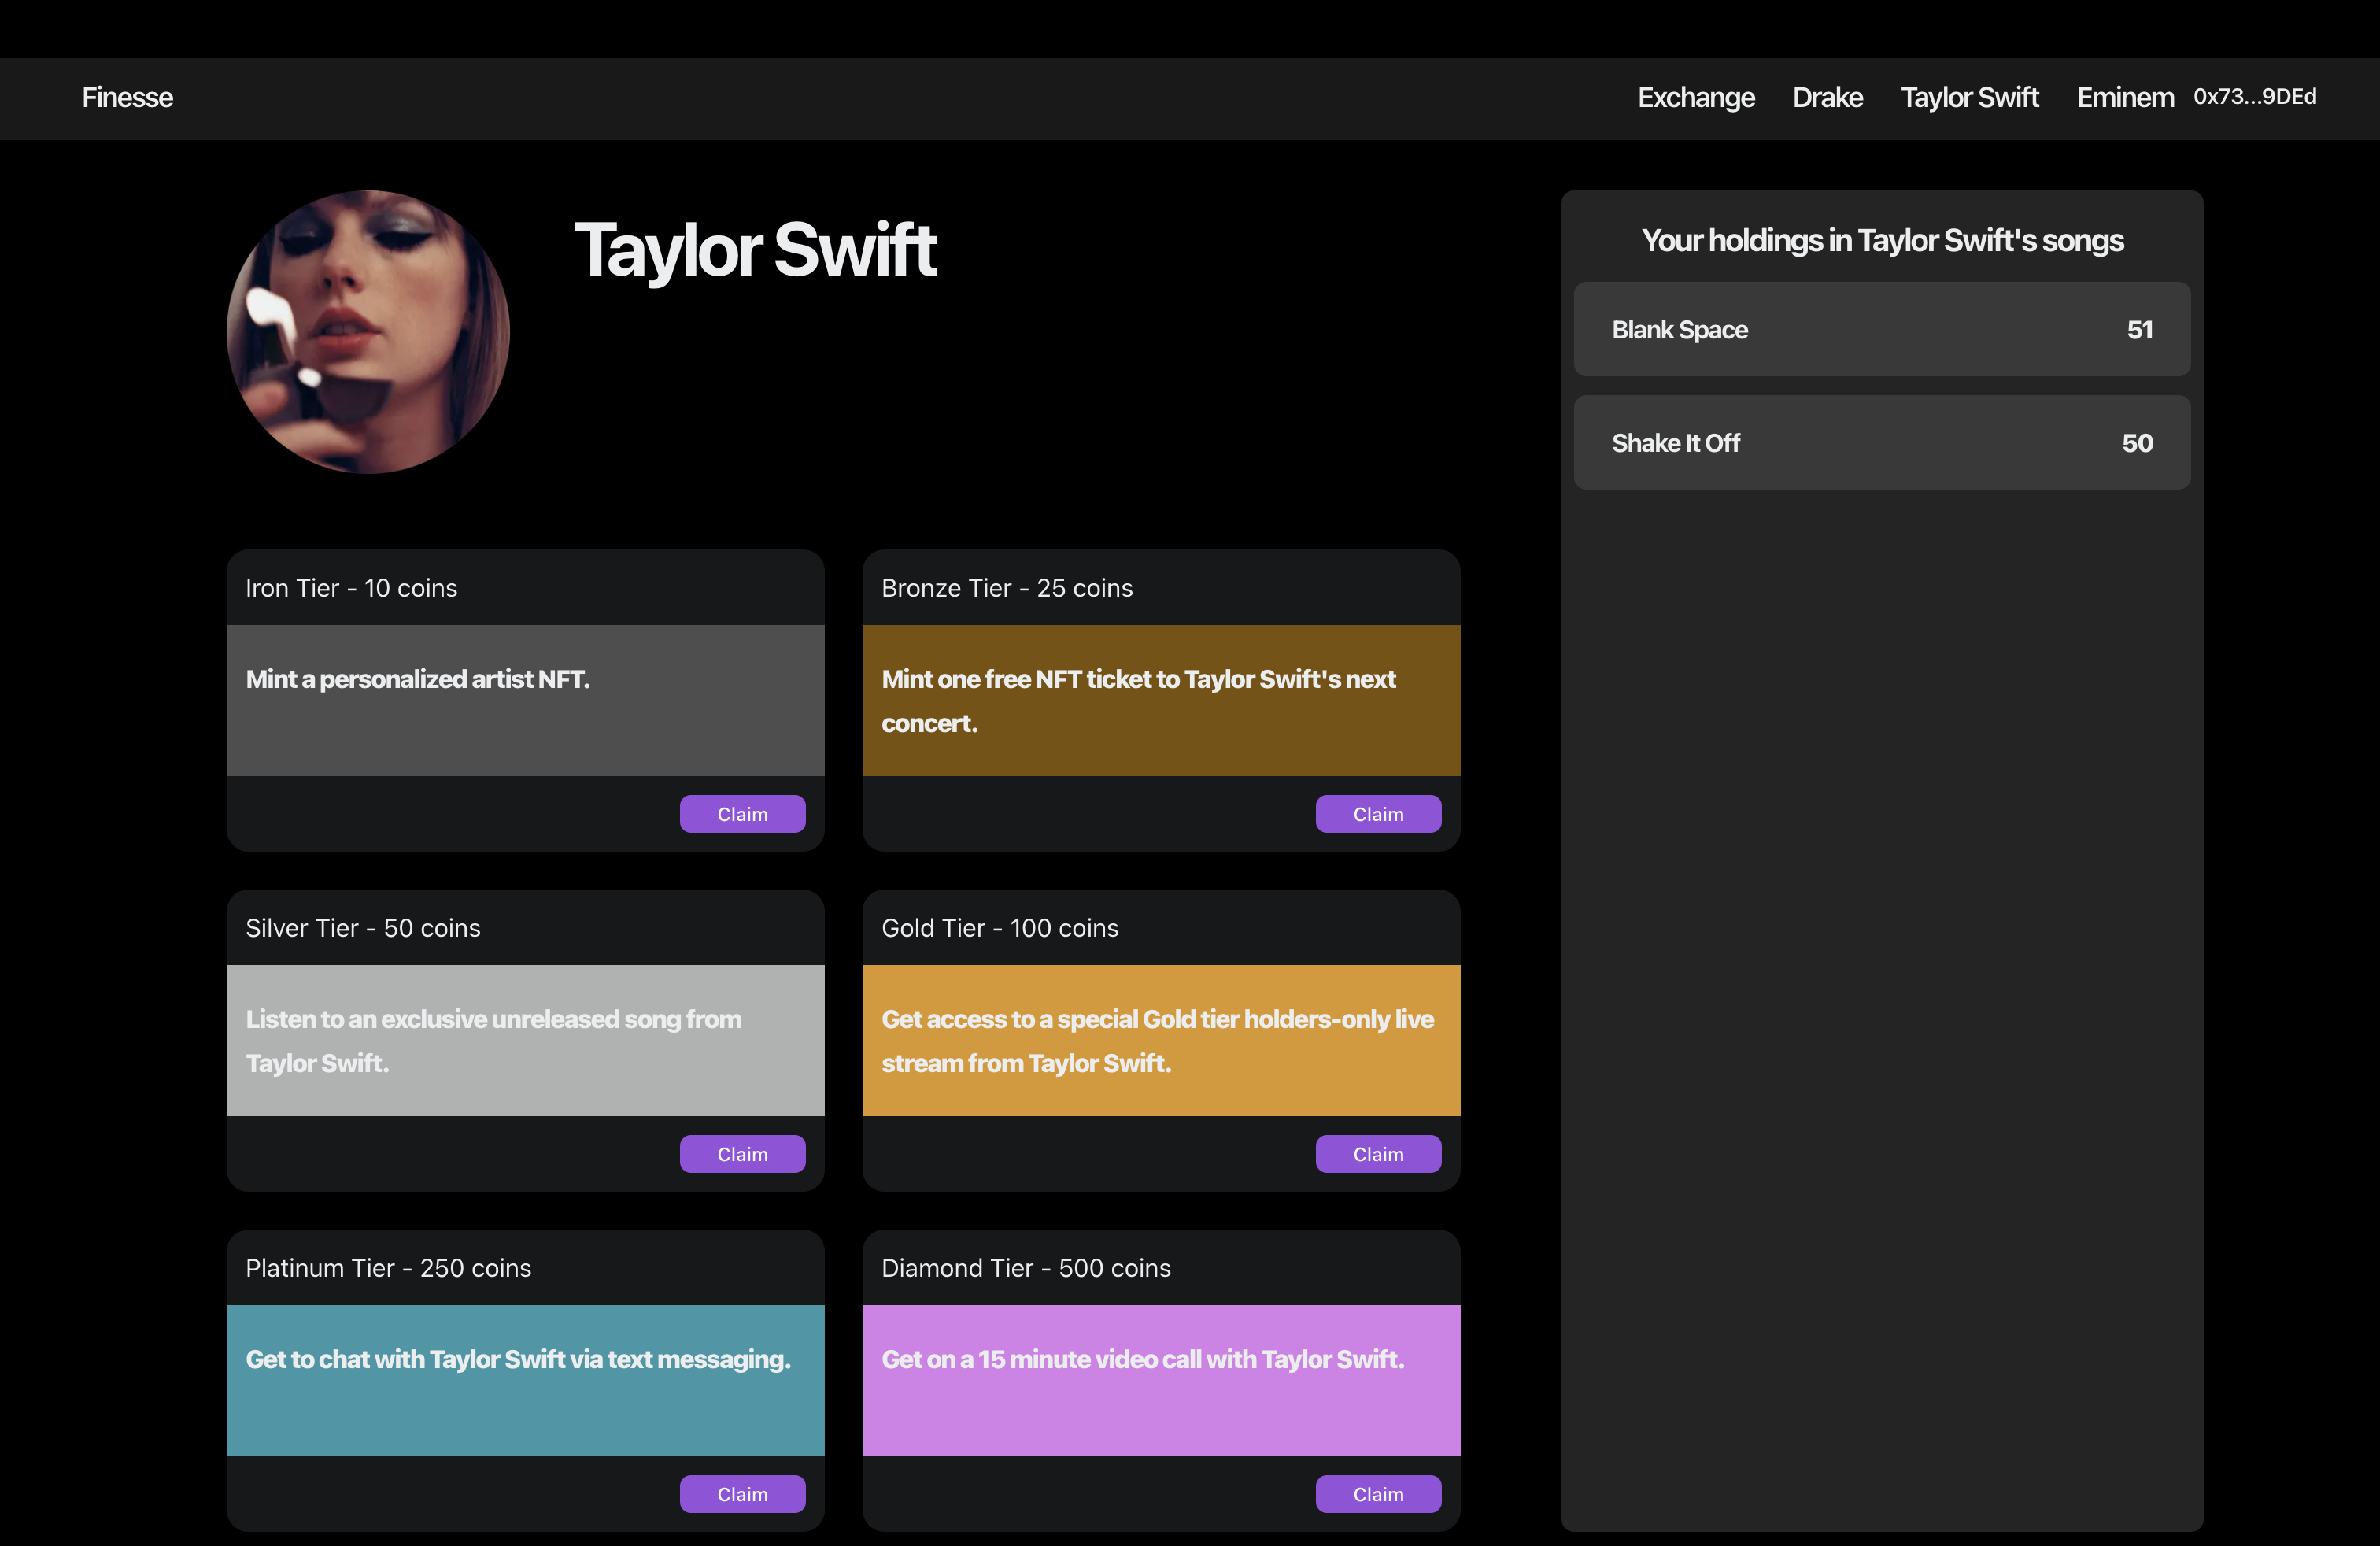 Finesse
Exchange Drake Taylor Swift Eminem 0x73...9DEd
Taylor Swift
Iron Tier - 10 coins
Mint a personalized artist NFT.
Claim
Bronze Tier - 25 coins
Mint one free NFT ticket to Taylor Swift's next
concert.
Claim
Silver Tier - 50 coins
Listen to an exclusive unreleased song from
Taylor Swift.
Claim
Gold Tier - 100 coins
Get access to a special Gold tier holders-only live
stream from Taylor Swift.
Claim
Platinum Tier - 250 coins
Get to chat with Taylor Swift via text messaging.
Claim
Diamond Tier - 500 coins
Get on a 15 minute video call with Taylor Swift.
Claim
Your holdings in Taylor Swift's songs
Blank Space 51
Shake It Off 50